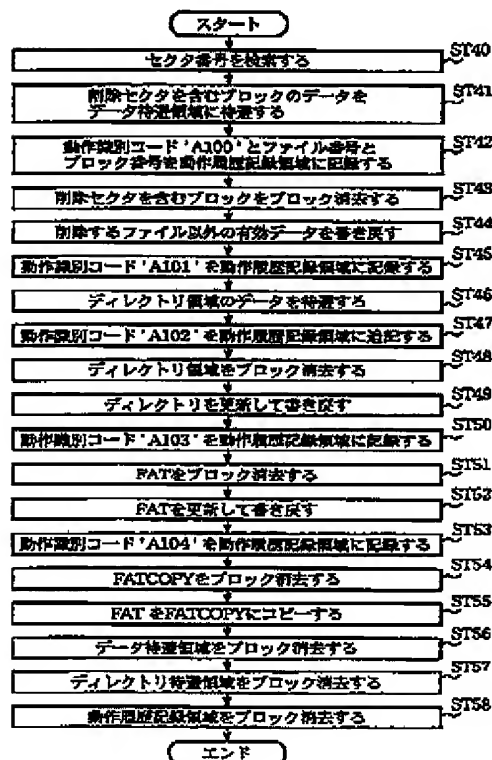 スタート
ST40
セクタ番号を検索する
ST41
削除セクタを含むブロックのデータを
データ待避領域に待避する
ST42
動作識別コード'A100'とファイル番号と
ブロック番号を動作履歴記録領域に記録する
ST43
削除セクタを含むブロックをブロック消去する
ST44
削除するファイル以外の有効データを書き戻す
ST45
動作識別コード'A101'を動作履歴記録領域に記録する
ST46
ディレクトリ領域のデータを待避する
ST47
動作識別コード'A102'を動作履歴記録領域に追記する
ST48
ディレクトリ領域をブロック消去する
ST49
ディレクトリを更新して書き戻す
ST50
動作識別コード'A103'を動作履歴記録領域に記録する
ST51
FATをブロック消去する
ST52
FATを更新して書き戻す
ST53
動作識別コード'A104'を動作履歴記録領域に記録する
ST54
FATCOPYをブロック消去する
ST55
FAT をFATCOPYにコピーする
ST56
データ待避領域をブロック消去する
ST57
ディレクトリ待避領域をブロック消去する
ST58
動作履歴記録領域をブロック消去する
エンド